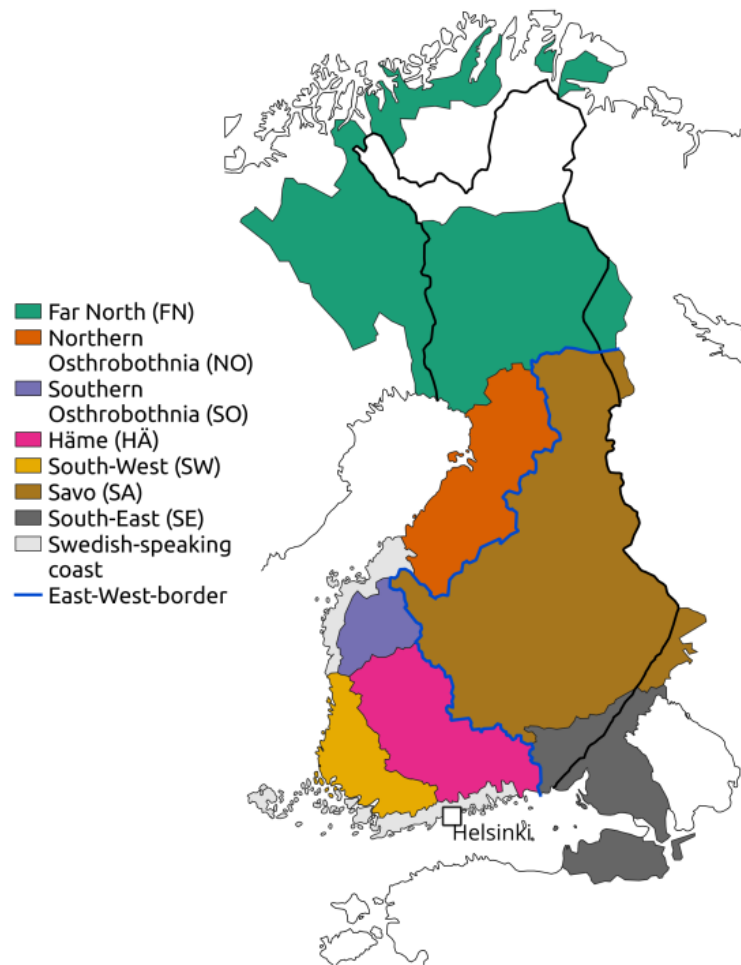 Far North (FN)
Northern
Osthrobothnia (NO)
Southern
Osthrobothnia (SO)
Häme (HÄ)
South-West (SW)
Savo (SA)
South-East (SE)
Swedish-speaking
coast
East-West-border
Helsinki